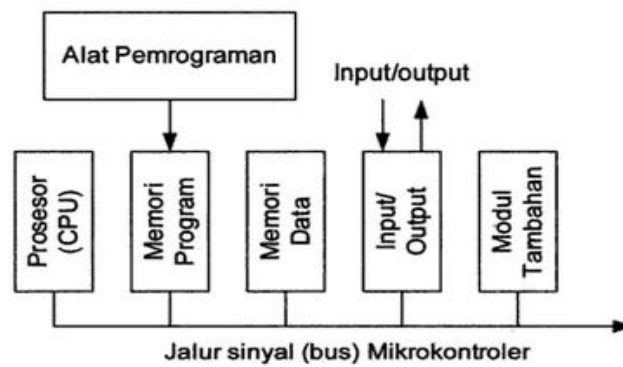 Alat Pemrograman
Input/output
Prosesor
(CPU)
Memori
Program
Memori
Data
Input/
Output
Modul
Tambahan
Jalur sinyal (bus) Mikrokontroler